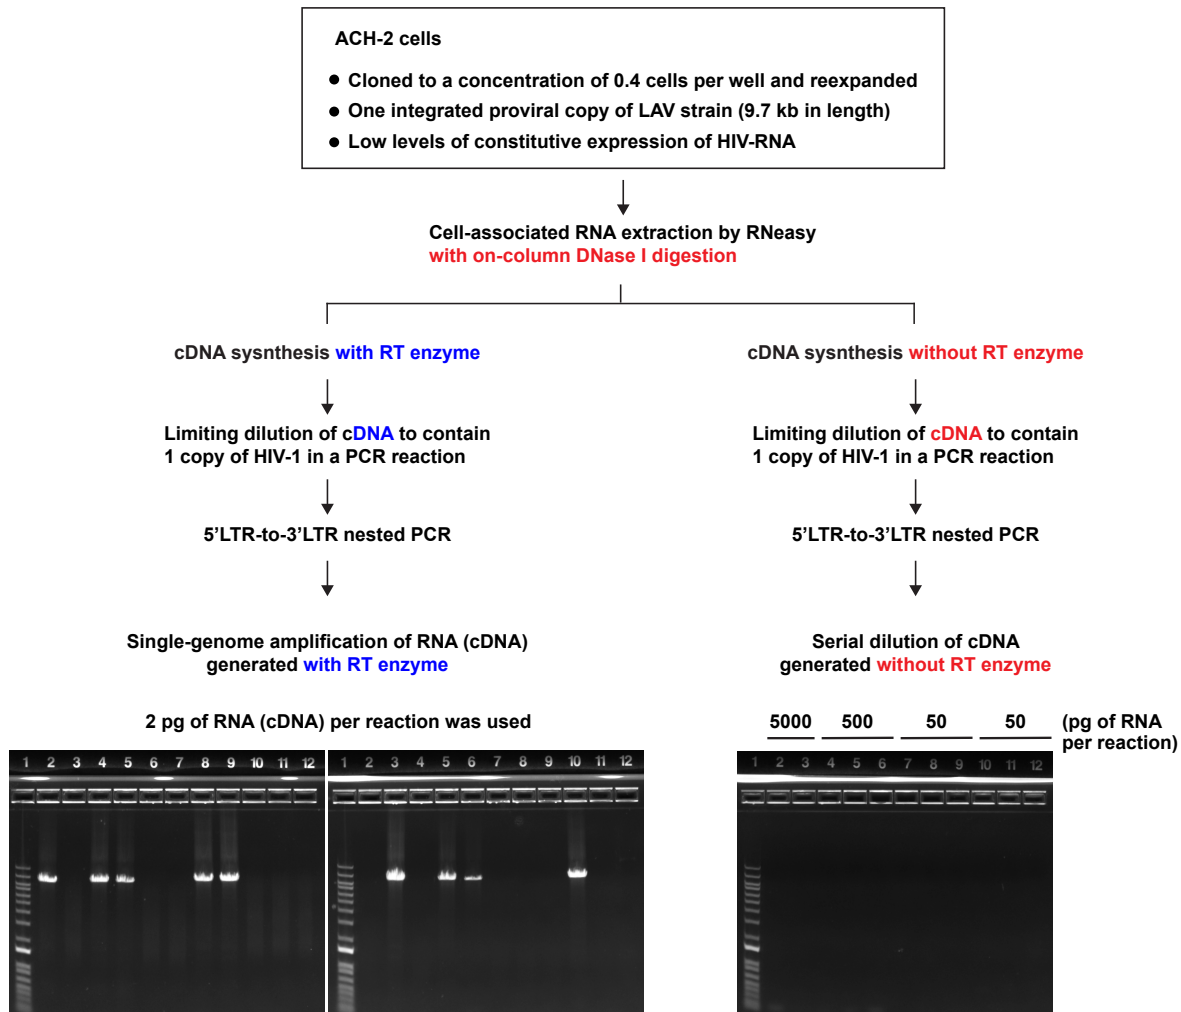 ACH-2 cells
● Cloned to a concentration of 0.4 cells per well and reexpanded
● One integrated proviral copy of LAV strain (9.7 kb in length)
● Low levels of constitutive expression of HIV-RNA
Cell-associated RNA extraction by RNeasy
with on-column DNase I digestion
cDNA sysnthesis with RT enzyme
Limiting dilution of cDNA to contain
1 copy of HIV-1 in a PCR reaction
5'LTR-to-3'LTR nested PCR
Single-genome amplification of RNA (cDNA)
generated with RT enzyme
2 pg of RNA (cDNA) per reaction was used
1 2 3 4 5 6 7 8 9 10 11 12
1 2 3 4 5 6 7 8 9 10 11 12
cDNA sysnthesis without RT enzyme
Limiting dilution of cDNA to contain
1 copy of HIV-1 in a PCR reaction
5'LTR-to-3'LTR nested PCR
Serial dilution of cDNA
generated without RT enzyme
5000 500 50 50 (pg of RNA
per reaction)
1 2 3 4 5 6 7 8 9 10 11 12